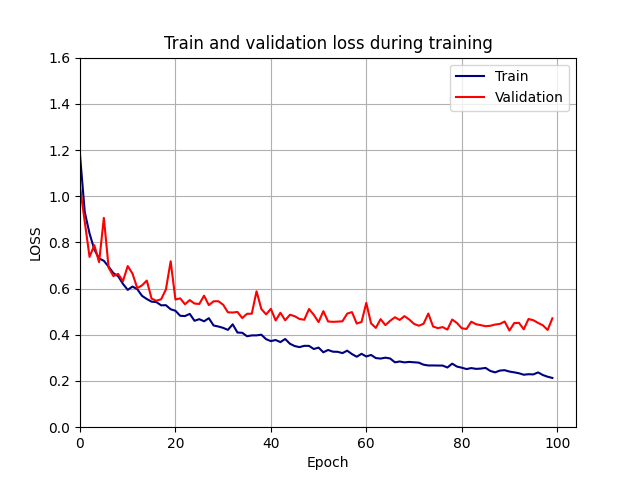 Train and validation loss during training
1.6
1.4
1.2
1.0
0.8
0.6
0.4
0.2
0.0
LOSS
Train
Validation
0 20 40 60 80 100
Epoch